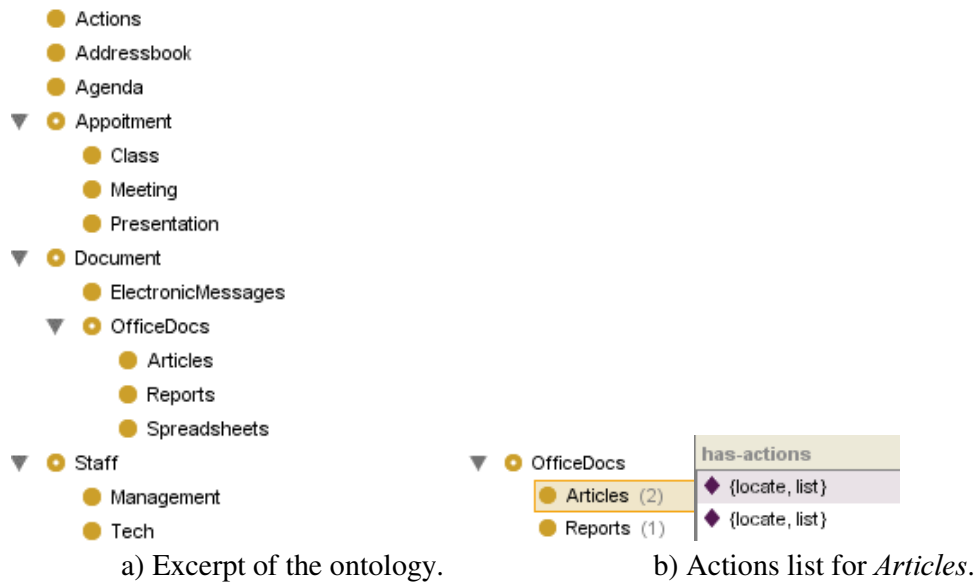 Actions
Addressbook
Agenda
Appoitment
Class
Meeting
Presentation
Document
ElectronicMessages
OfficeDocs
Articles
Reports
Spreadsheets
Staff
Management
Tech
a) Excerpt of the ontology.
OfficeDocs
Articles (2)
Reports (1)
has-actions
{locate, list}
{locate, list}
b) Actions list for Articles.